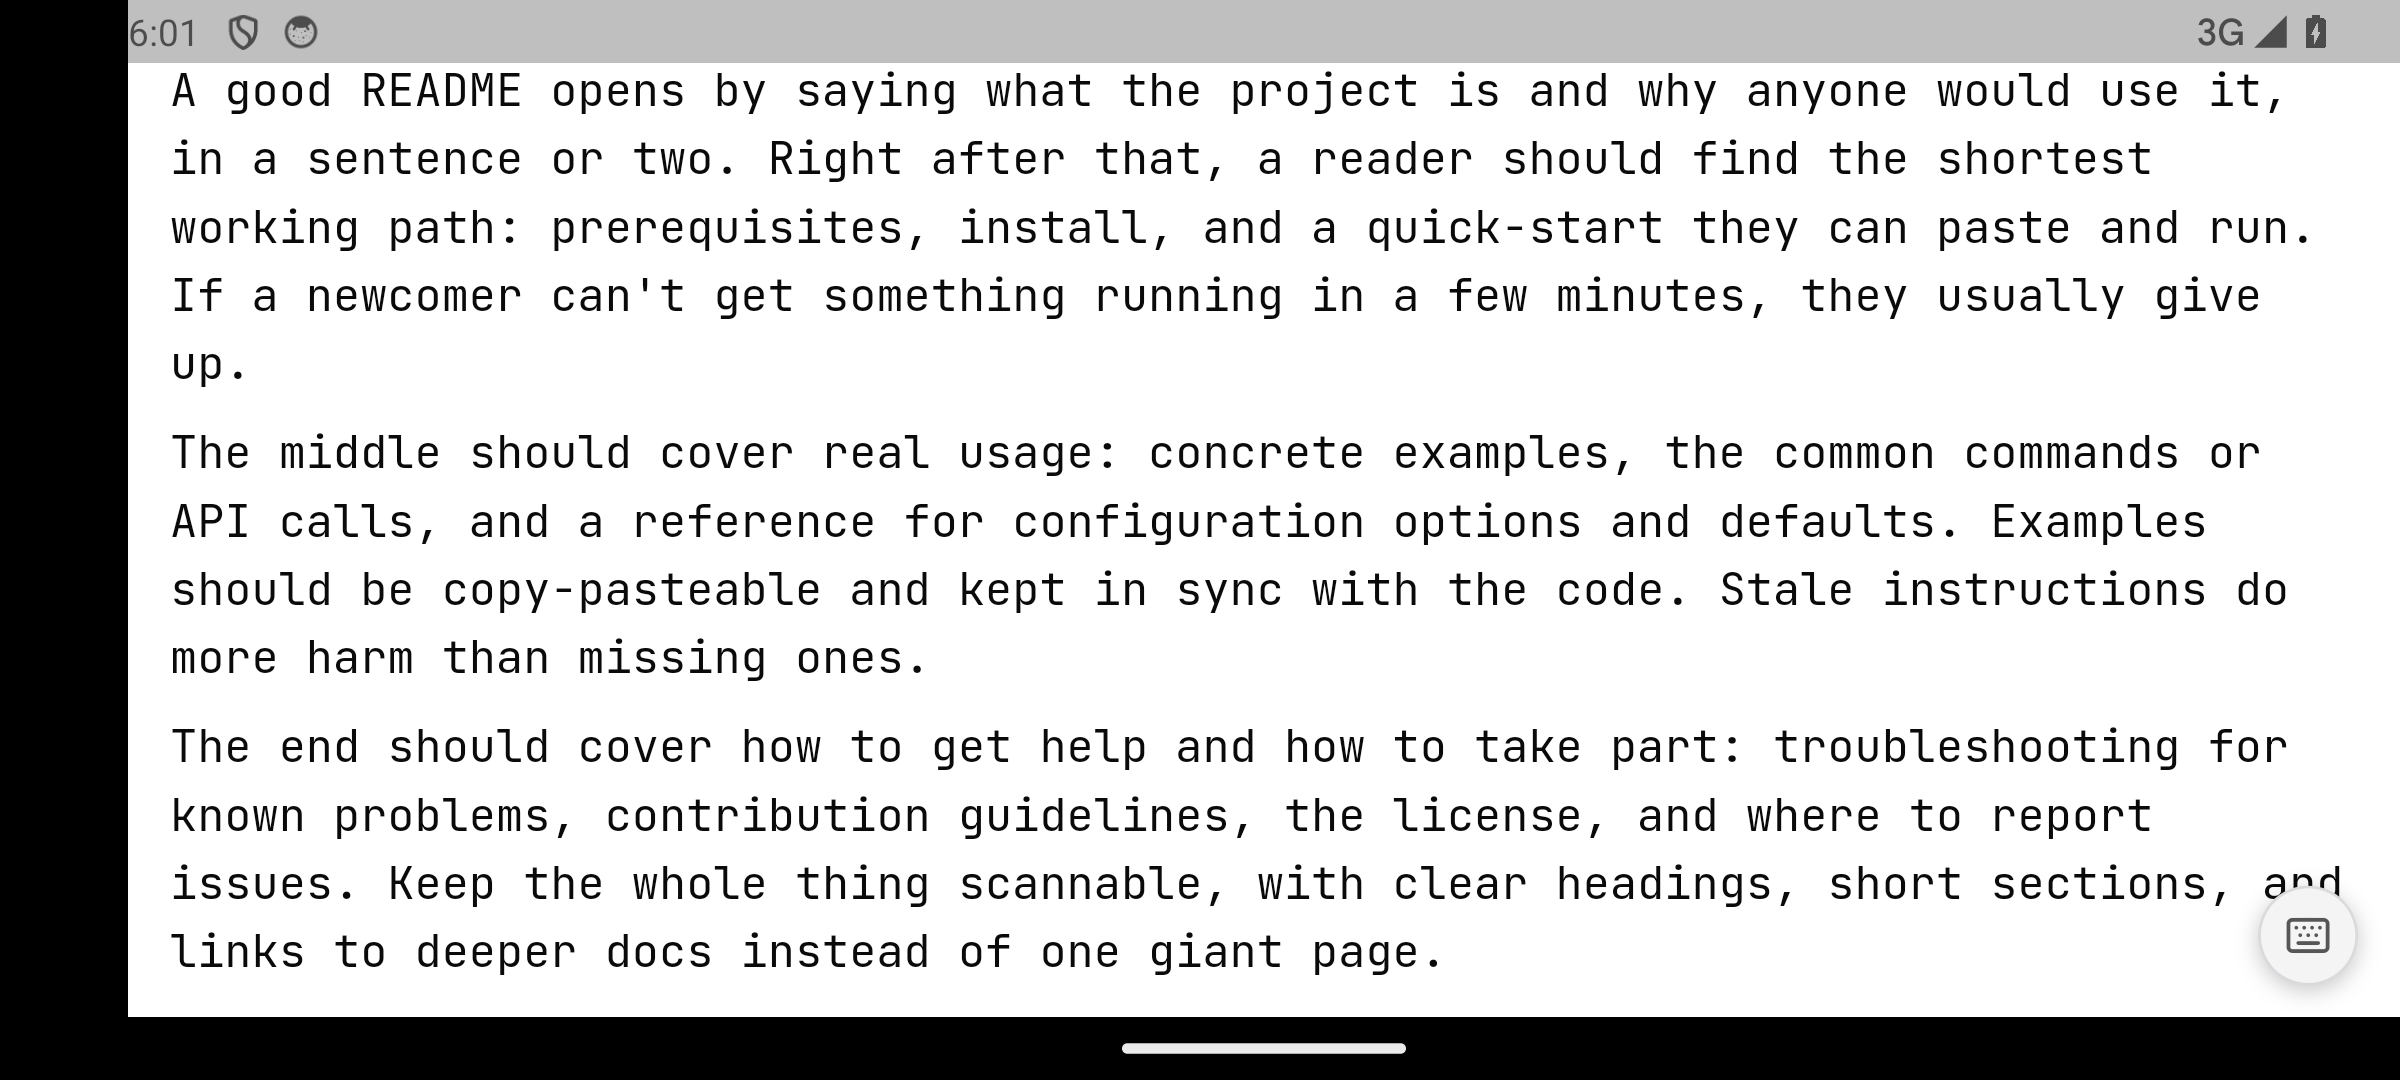 6:01
3G
A good README opens by saying what the project is and why anyone would use it,
in a sentence or two. Right after that, a reader should find the shortest
working path: prerequisites, install, and a quick-start they can paste and run.
If a newcomer can't get something running in a few minutes, they usually give
up.
The middle should cover real usage: concrete examples, the common commands or
API calls, and a reference for configuration options and defaults. Examples
should be copy-pasteable and kept in sync with the code. Stale instructions do
more harm than missing ones.
The end should cover how to get help and how to take part: troubleshooting for
known problems, contribution guidelines, the license, and where to report
issues. Keep the whole thing scannable, with clear headings, short sections, and
links to deeper docs instead of one giant page.